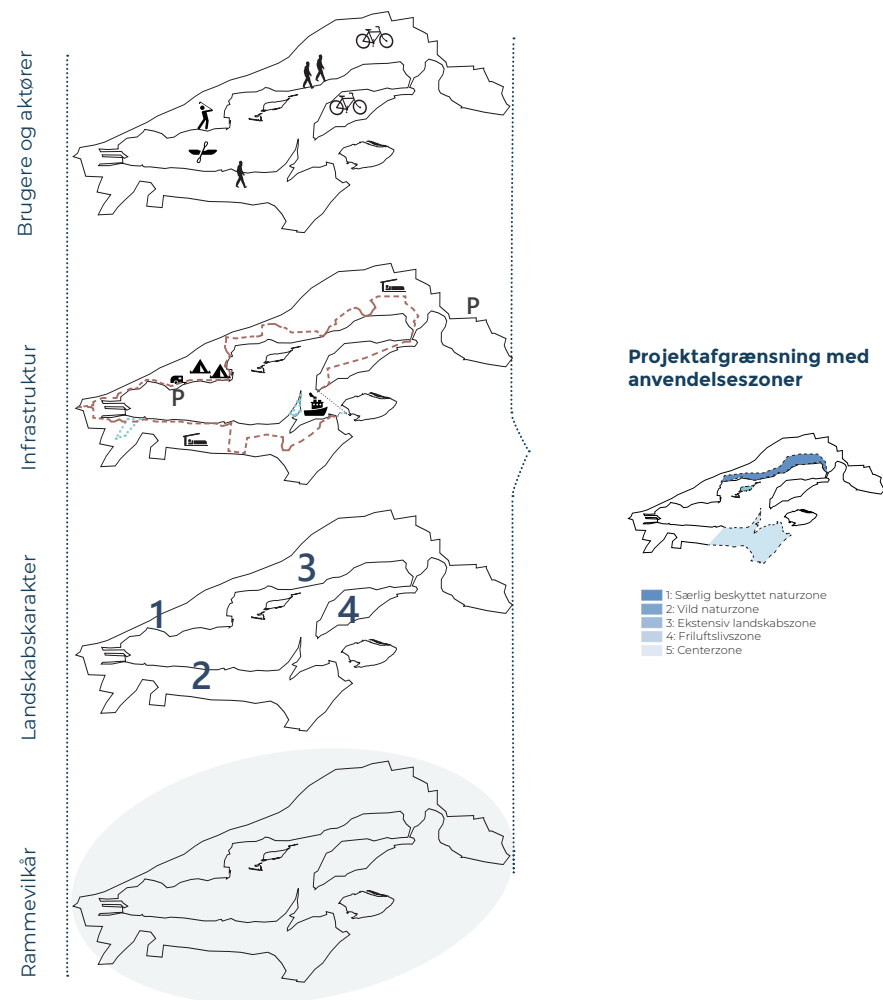 Brugere og aktører
P
P
Infrastruktur
Projektafgrænsning med
anvendelseszoner
1: Særlig beskyttet naturzone
2: Vild naturzone
3: Ekstensiv landskabszone
4: Friluftslivszone
5: Centerzone
3
1
4
2
Landskabskarakter
Rammevilkår